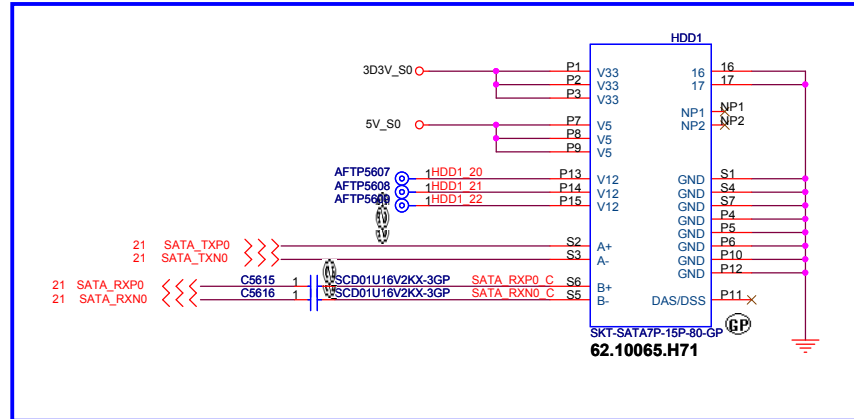 HDD1
3D3V_S0 P1 V33 16 16
P2 V33 17 17
P3 V33
NP1 NP1
5V_S0 P7 V5 NP2 NP2
P8 V5
P9 V5
AFTP5607 1 HDD1_20 P13 V12 GND S1
AFTP5608 1 HDD1_21 P14 V12 GND S4
AFTP5609 1 HDD1_22 P15 V12 GND S7
GND P4
GND P5
21 SATA_TXP0 S2 A+ GND P6
21 SATA_TXN0 S3 A- GND P10
GND P12
21 SATA_RXP0 C5615 1 SCD01U16V2KX-3GP SATA_RXP0_C S6 B+
21 SATA_RXN0 C5616 1 SCD01U16V2KX-3GP SATA_RXN0_C S5 B- DAS/DSS P11
GP
SKT-SATA7P-15P-80-GP
62.10065.H71